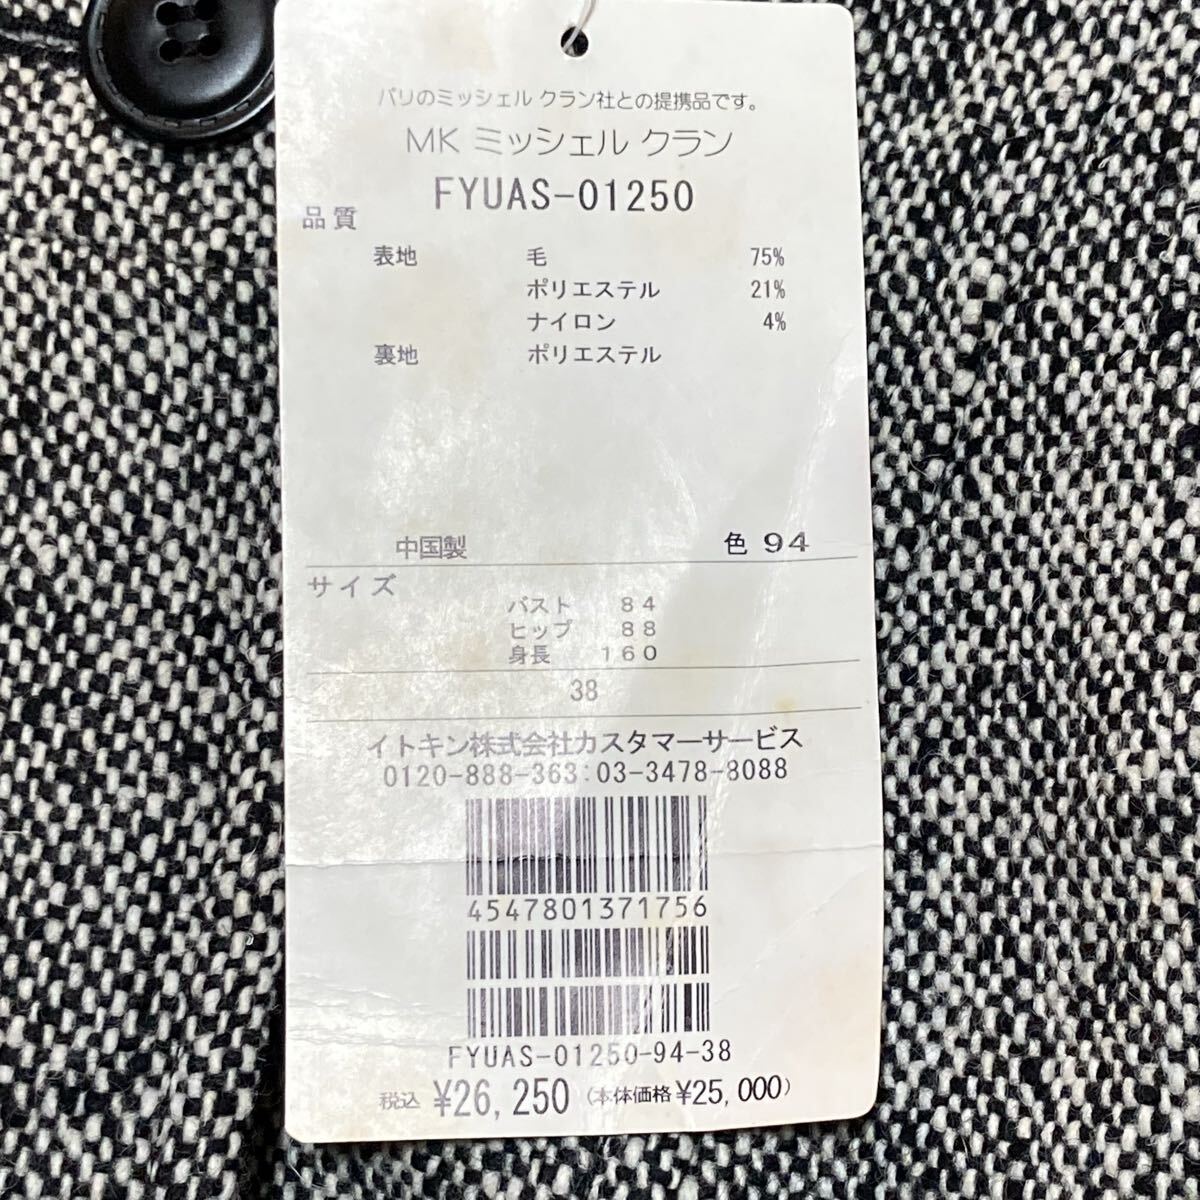 パリのミッシェル クラン社との提携品です。
MK ミッシェル クラン
FYUAS-01250
品質
表地 毛 75%
ポリエステル 21%
ナイロン 4%
裏地 ポリエステル
中国製 色 94
サイズ
バスト 84
ヒップ 88
身長 160
38
イトキン株式会社カスタマーサービス
0120-888-363:03-3478-8088
4547801371756
FYUAS-01250-94-38
税込 ¥26,250 (本体価格¥25,000)